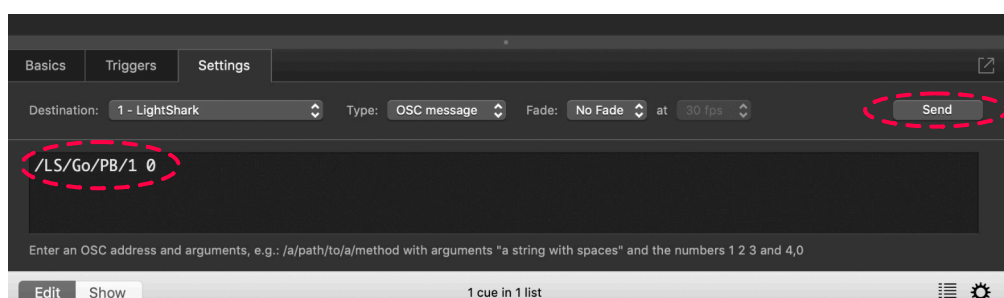 Basics Triggers Settings
Destination: 1 - LightShark Type: OSC message Fade: No Fade at 30 fps Send
/LS/Go/PB/1 0
Enter an OSC address and arguments, e.g.: /a/path/to/a/method with arguments "a string with spaces" and the numbers 1 2 3 and 4,0
Edit Show 1 cue in 1 list